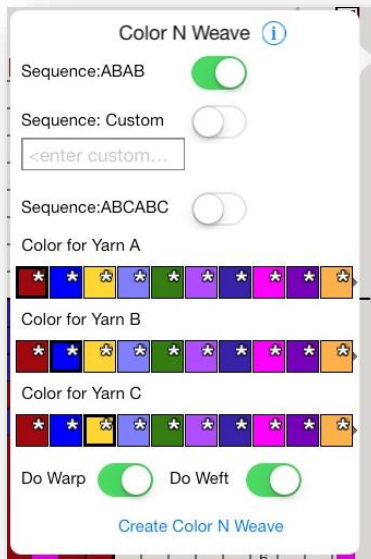 Color N Weave i
Sequence:ABAB
Sequence: Custom
<enter custom...
Sequence:ABCABC
Color for Yarn A
* * * * * * * * * *
Color for Yarn B
* * * * * * * * * *
Color for Yarn C
* * * * * * * * * *
Do Warp Do Weft
Create Color N Weave